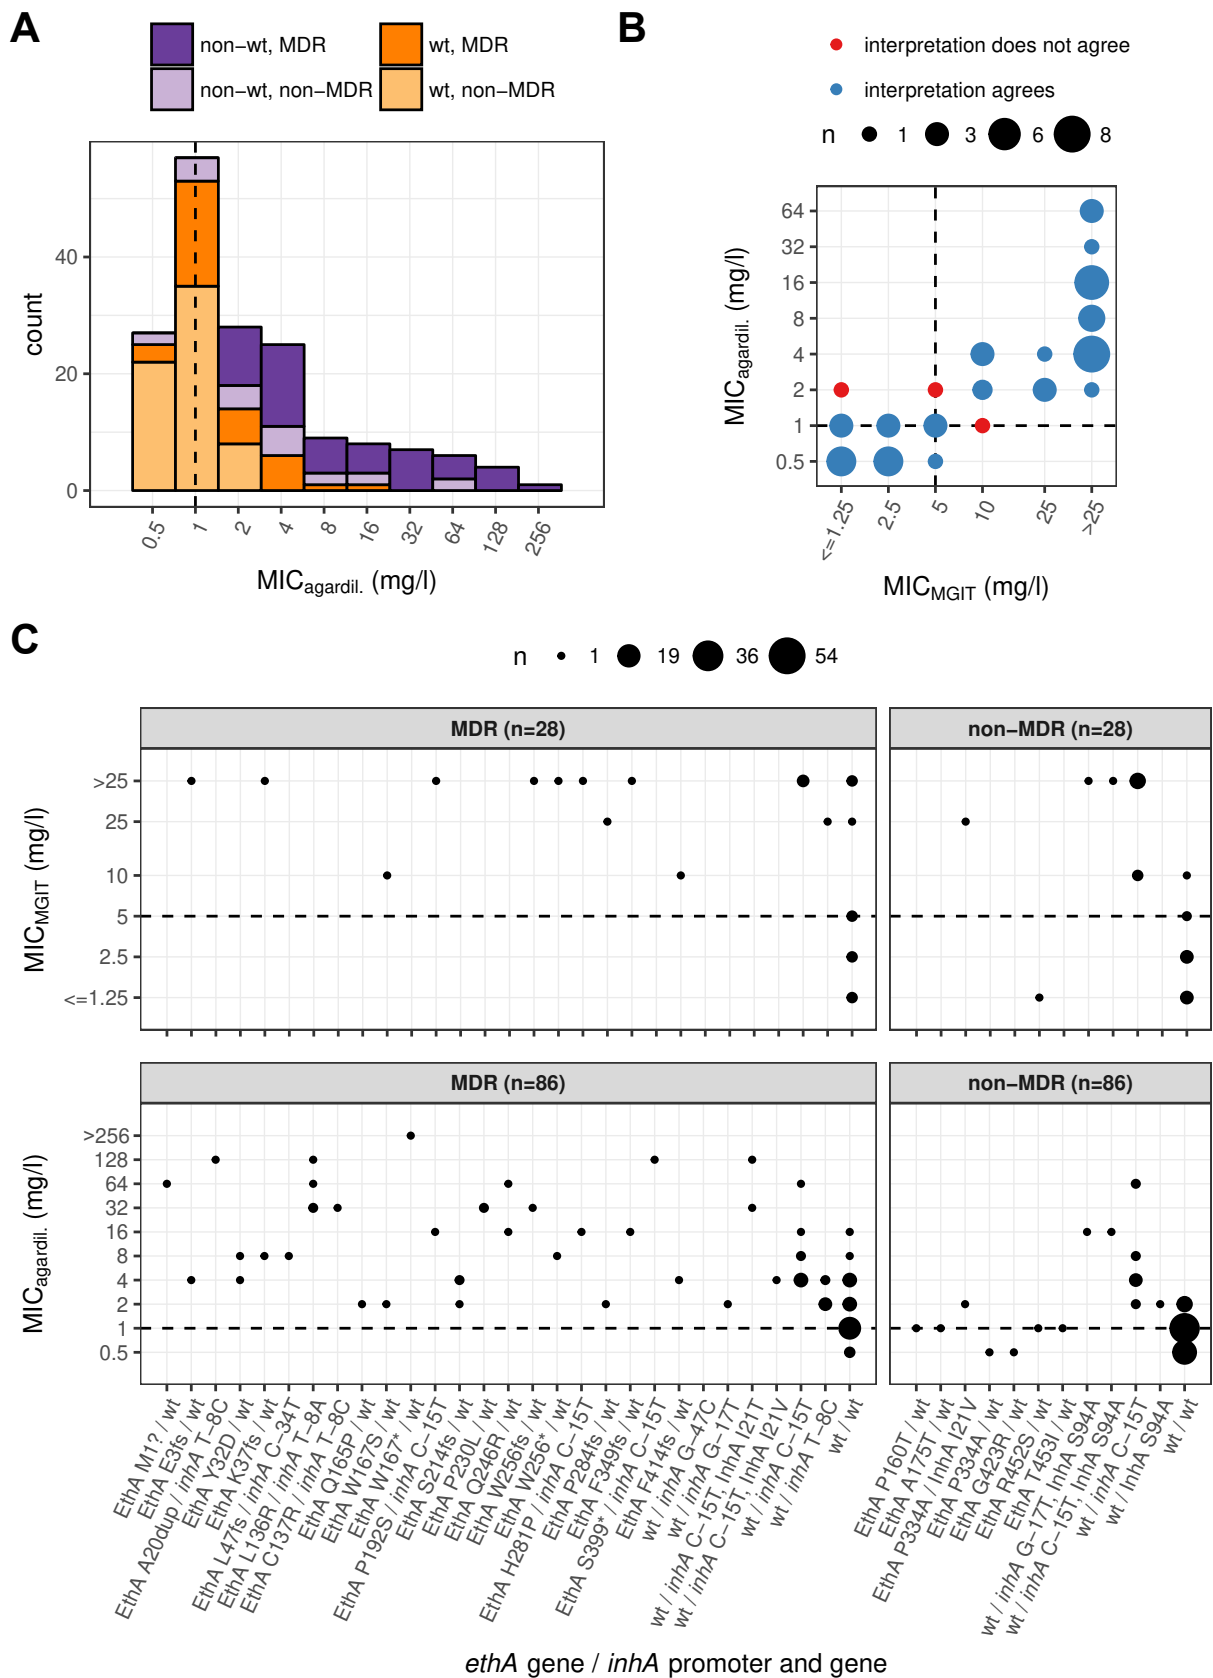 A
non-wt, MDR
wt, MDR
non-wt, non-MDR
wt, non-MDR
count
40
20
0
0.5
1
2
4
8
16
32
64
128
256
MICagardil. (mg/l)
B
interpretation does not agree
interpretation agrees
n 1 3 6 8
MICagardil. (mg/l)
64
32
16
8
4
2
1
0.5
<=1.25
2.5
5
10
25
>25
MICMGIT (mg/l)
C
n 1 19 36 54
MDR (n=28)
non-MDR (n=28)
MICMGIT (mg/l)
>25
25
10
5
2.5
<=1.25
MDR (n=86)
non-MDR (n=86)
MICagardil. (mg/l)
>256
128
64
32
16
8
4
2
1
0.5
EthA M1? / wt
EthA E3fs / wt
EthA A20dup / inhA T-8C
EthA Y32D / wt
EthA K37fs / wt
EthA L47fs / inhA C-34T
EthA L136R / inhA T-8A
EthA C137R / inhA T-8C
EthA Q165P / wt
EthA W167S / wt
EthA W167* / wt
EthA P192S / inhA C-15T
EthA S214fs / wt
EthA P230L / wt
EthA Q246R / wt
EthA W256fs / wt
EthA W256* / wt
EthA H281P / inhA C-15T
EthA P284fs / wt
EthA F349fs / wt
EthA S399* / inhA C-15T
EthA F414fs / wt
wt / inhA G-47C
wt / inhA G-17T
wt / inhA C-15T, InhA I21T
wt / inhA C-15T, InhA I21V
wt / inhA C-15T
wt / inhA T-8C
wt / wt
EthA P160T / wt
EthA A175T / wt
EthA P334A / InhA I21V
EthA P334A / wt
EthA G423R / wt
EthA R452S / wt
EthA T453I / wt
wt / inhA G-17T, InhA S94A
wt / inhA C-15T, InhA S94A
wt / inhA C-15T
wt / InhA S94A
wt / wt
ethA gene / inhA promoter and gene